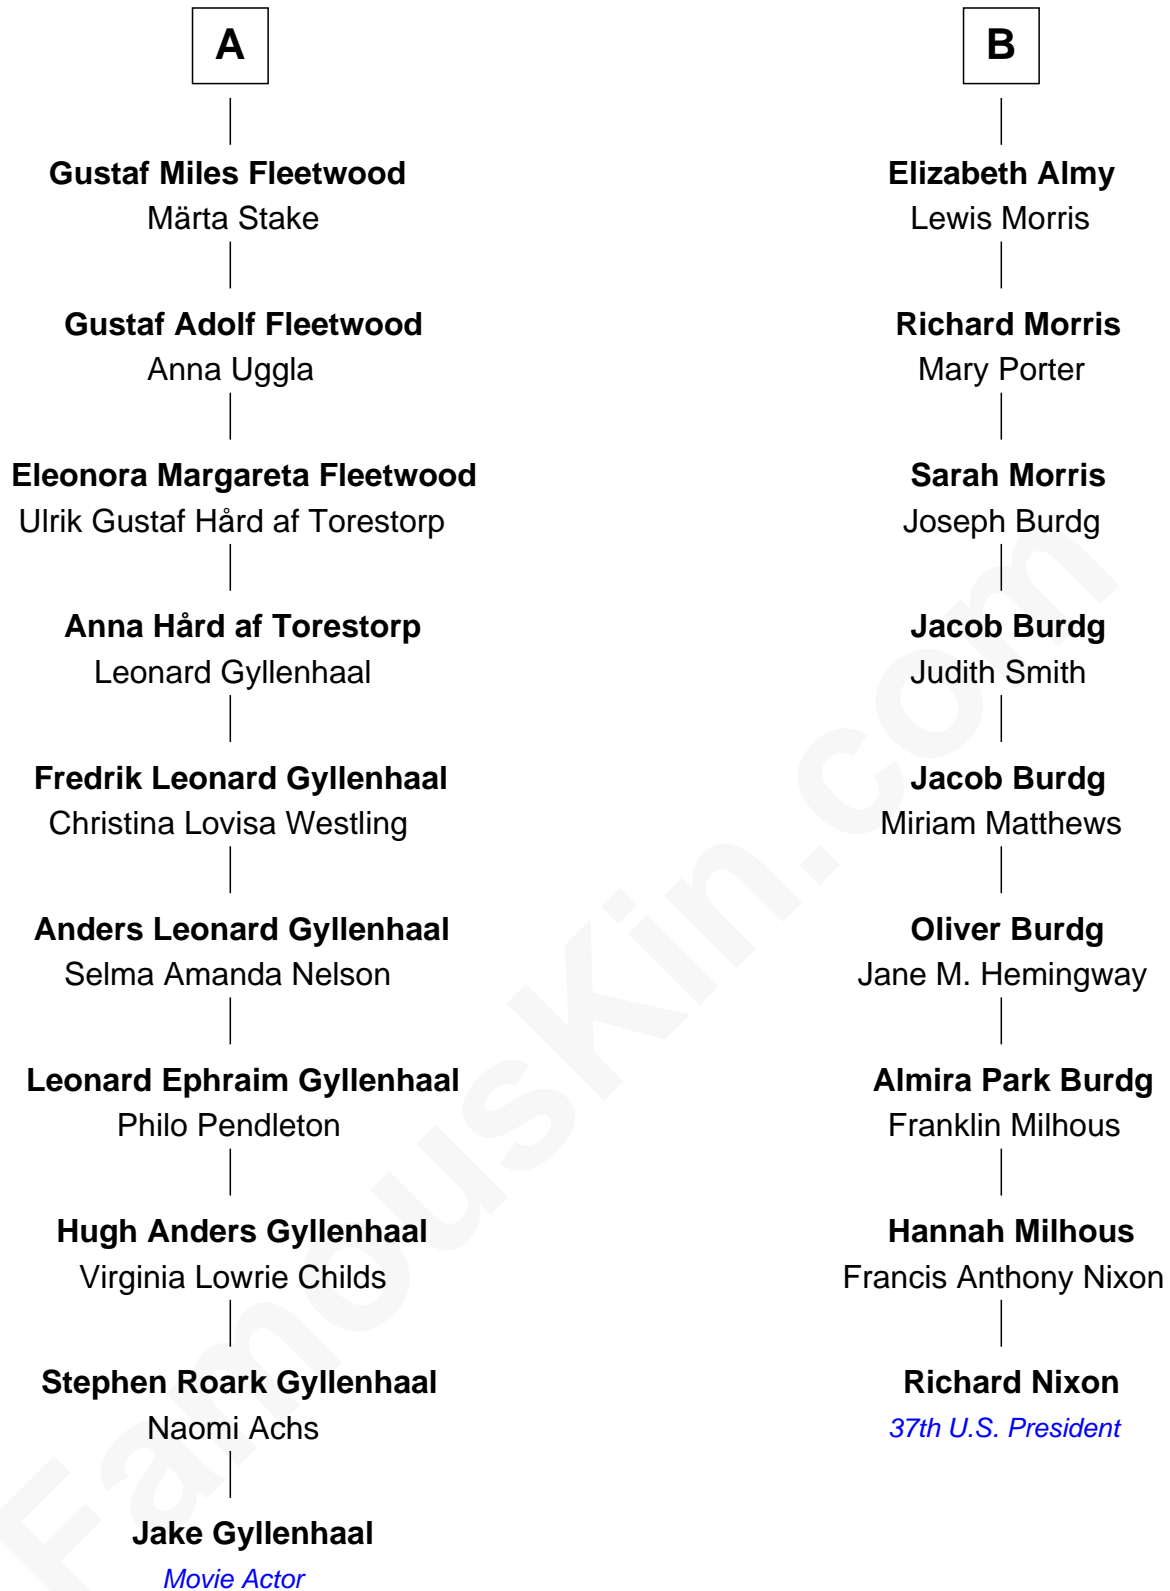 A
Gustaf Miles Fleetwood
Märta Stake
Gustaf Adolf Fleetwood
Anna Uggla
Eleonora Margareta Fleetwood
Ulrik Gustaf Hård af Torestorp
Anna Hård af Torestorp
Leonard Gyllenhaal
Fredrik Leonard Gyllenhaal
Christina Lovisa Westling
Anders Leonard Gyllenhaal
Selma Amanda Nelson
Leonard Ephraim Gyllenhaal
Philo Pendleton
Hugh Anders Gyllenhaal
Virginia Lowrie Childs
Stephen Roark Gyllenhaal
Naomi Achs
Jake Gyllenhaal
Movie Actor
B
Elizabeth Almy
Lewis Morris
Richard Morris
Mary Porter
Sarah Morris
Joseph Burdg
Jacob Burdg
Judith Smith
Jacob Burdg
Miriam Matthews
Oliver Burdg
Jane M. Hemingway
Almira Park Burdg
Franklin Milhous
Hannah Milhous
Francis Anthony Nixon
Richard Nixon
37th U.S. President
FamousKin.com